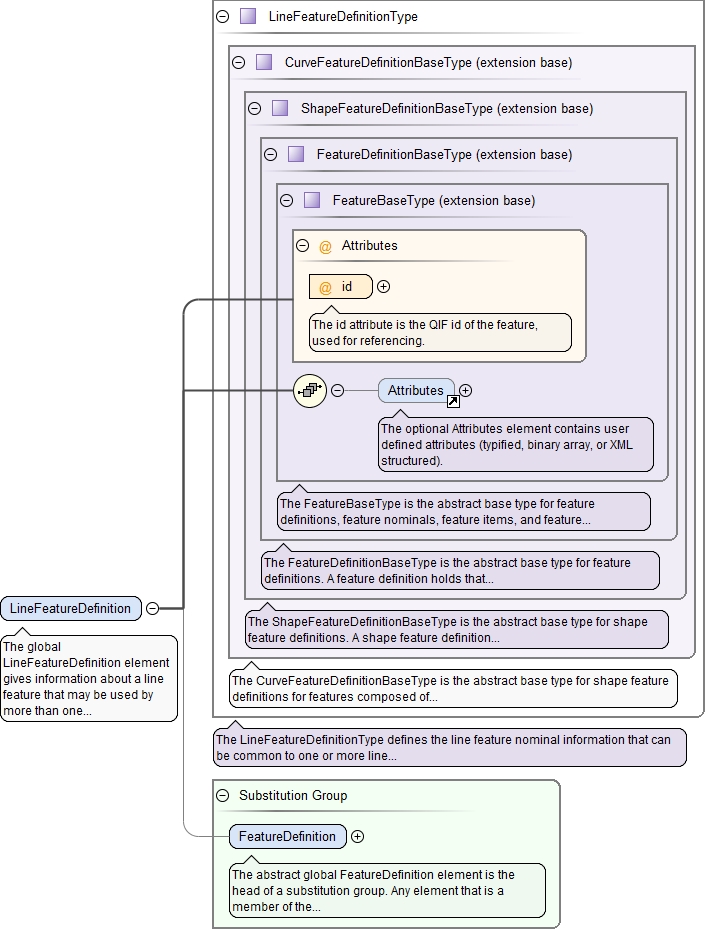 LineFeatureDefinitionType
CurveFeatureDefinitionBaseType (extension base)
ShapeFeatureDefinitionBaseType (extension base)
FeatureDefinitionBaseType (extension base)
FeatureBaseType (extension base)
@ Attributes
@ id
The id attribute is the QIF id of the feature,
used for referencing.
Attributes
The optional Attributes element contains user
defined attributes (typified, binary array, or XML
structured).
The FeatureBaseType is the abstract base type for feature
definitions, feature nominals, feature items, and feature...
The FeatureDefinitionBaseType is the abstract base type for feature
definitions. A feature definition holds that...
LineFeatureDefinition
The global
LineFeatureDefinition element
gives information about a line
feature that may be used by
more than one...
The ShapeFeatureDefinitionBaseType is the abstract base type for shape
feature definitions. A shape feature definition...
The CurveFeatureDefinitionBaseType is the abstract base type for shape feature
definitions for features composed of...
The LineFeatureDefinitionType defines the line feature nominal information that can
be common to one or more line...
Substitution Group
FeatureDefinition
The abstract global FeatureDefinition element is the
head of a substitution group. Any element that is a
member of the...